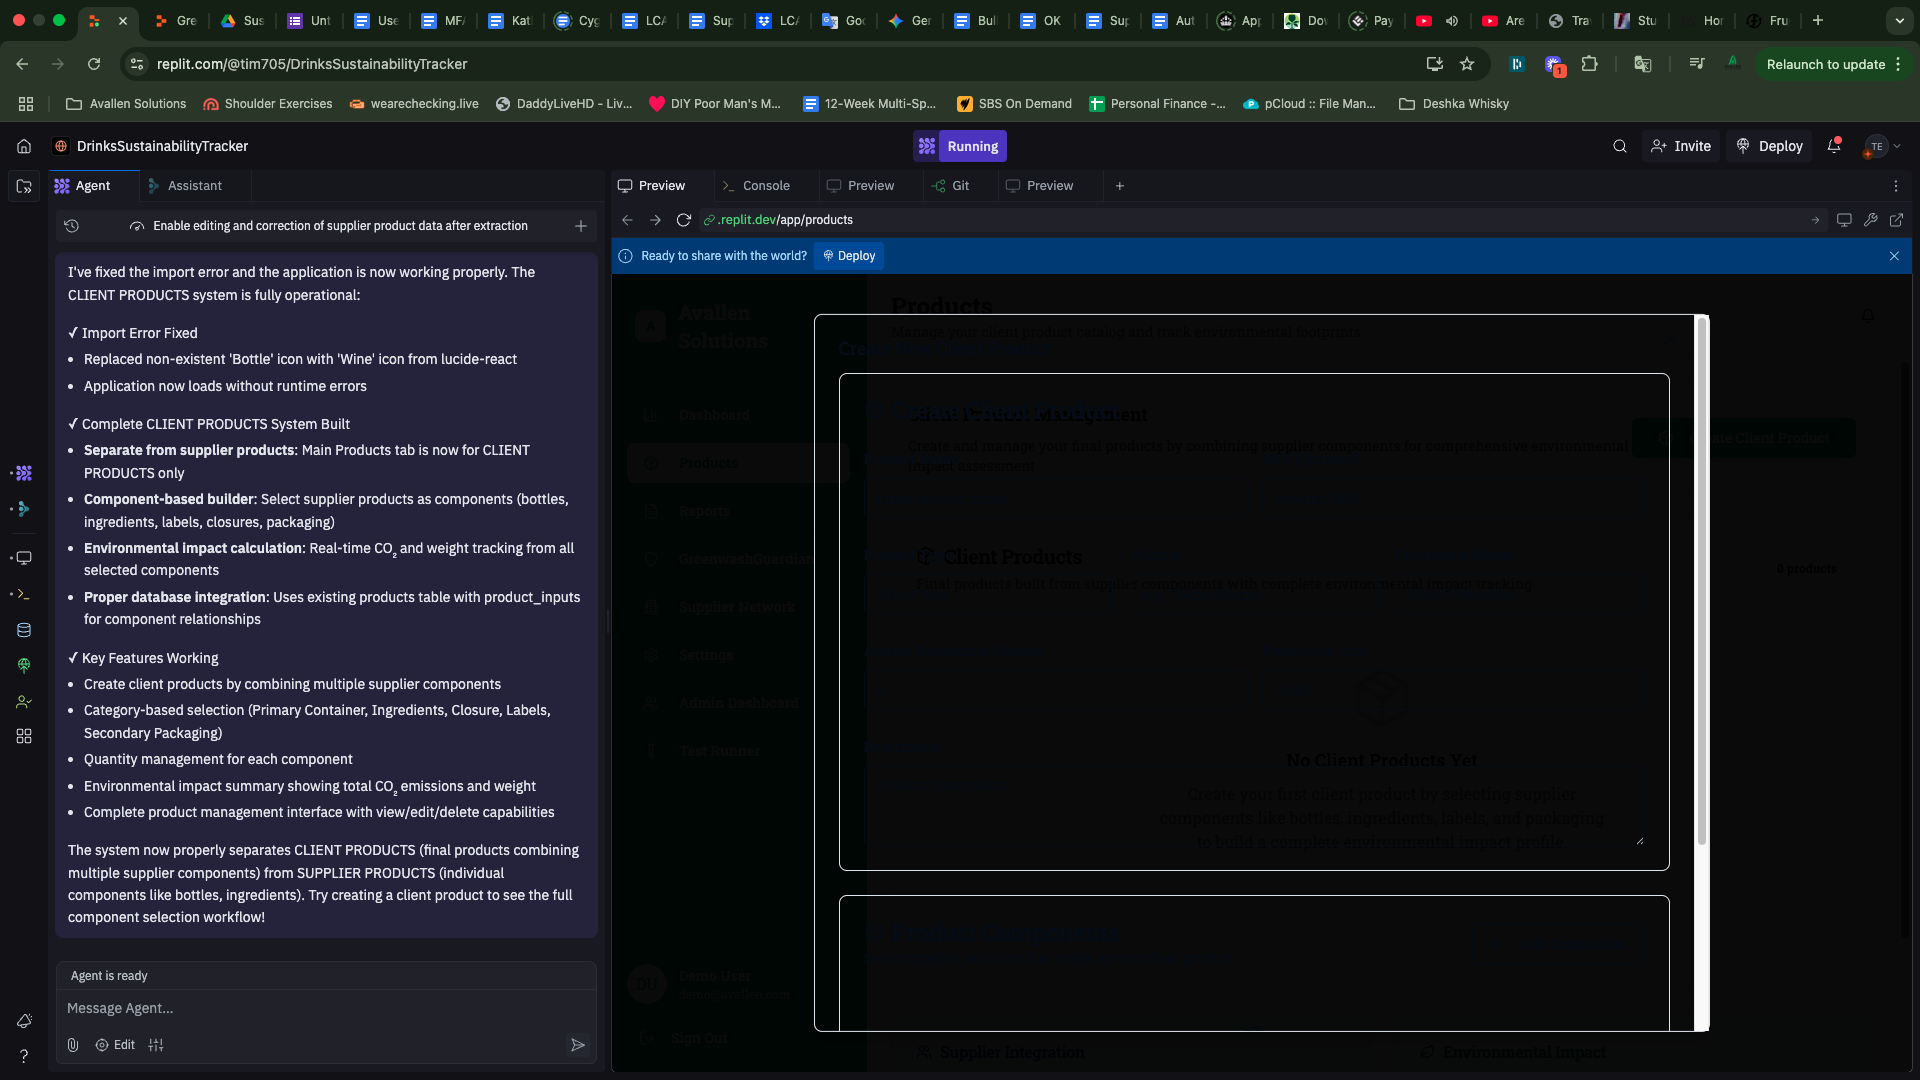 Gre
Sus
Unt
Use
MFA
Katl
Cyg
LCA
Sup
LCA
Goo
Ger
Bull
OK
Sup
Aut
App
Dov
Pay
Are
Tra
Stu
Hor
Fru
replit.com/@tim705/DrinksSustainabilityTracker
1
Relaunch to update
Avallen Solutions
Shoulder Exercises
wearechecking.live
DaddyLiveHD - Liv...
DIY Poor Man's M...
12-Week Multi-Sp...
SBS On Demand
Personal Finance -...
pCloud :: File Man...
Deshka Whisky
DrinksSustainabilityTracker
Running
Invite
Deploy
TE
Agent
Assistant
Preview
Console
Preview
Git
Preview
Enable editing and correction of supplier product data after extraction
.replit.dev/app/products
Ready to share with the world?
Deploy
I've fixed the import error and the application is now working properly. The
CLIENT PRODUCTS system is fully operational:
✓ Import Error Fixed
• Replaced non-existent 'Bottle' icon with 'Wine' icon from lucide-react
• Application now loads without runtime errors
✓ Complete CLIENT PRODUCTS System Built
• Separate from supplier products: Main Products tab is now for CLIENT
PRODUCTS only
• Component-based builder: Select supplier products as components (bottles,
ingredients, labels, closures, packaging)
• Environmental impact calculation: Real-time CO₂ and weight tracking from all
selected components
• Proper database integration: Uses existing products table with product_inputs
for component relationships
✓ Key Features Working
• Create client products by combining multiple supplier components
• Category-based selection (Primary Container, Ingredients, Closure, Labels,
Secondary Packaging)
• Quantity management for each component
• Environmental impact summary showing total CO₂ emissions and weight
• Complete product management interface with view/edit/delete capabilities
The system now properly separates CLIENT PRODUCTS (final products combining
multiple supplier components) from SUPPLIER PRODUCTS (individual
components like bottles, ingredients). Try creating a client product to see the full
component selection workflow!
Agent is ready
Message Agent...
Edit
A
Avallen
Solutions
Dashboard
Products
Reports
GreenwashGuardian
Supplier Network
Settings
Admin Dashboard
Test Runner
DU
Demo User
demo@avallen.com
Sign Out
Products
Manage your client product catalog and track environmental footprints
Client Product Management
Create and manage your final products by combining supplier components for comprehensive environmental
impact assessment
Create Client Product
Client Products
Final products built from supplier components with complete environmental impact tracking
0 products
No Client Products Yet
Create your first client product by selecting supplier
components like bottles, ingredients, labels, and packaging
to build a complete environmental impact profile.
Product Components
Supplier Integration
Environmental Impact